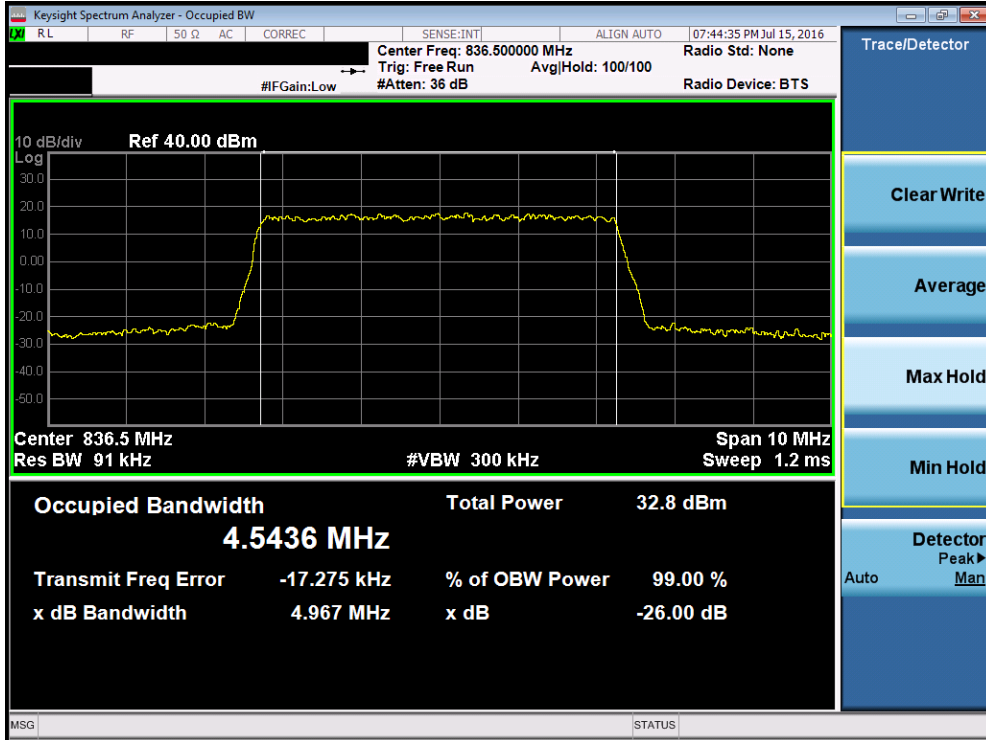 Keysight Spectrum Analyzer - Occupied BW
LXI RL RF 50 Ω AC CORREC SENSE:INT ALIGN AUTO 07:44:35 PM Jul 15, 2016
Center Freq: 836.500000 MHz Radio Std: None
Trig: Free Run Avg|Hold: 100/100
#IFGain:Low #Atten: 36 dB Radio Device: BTS
10 dB/div Ref 40.00 dBm
Log
30.0
20.0
10.0
0.00
-10.0
-20.0
-30.0
-40.0
-50.0
Center 836.5 MHz Span 10 MHz
Res BW 91 kHz #VBW 300 kHz Sweep 1.2 ms
Occupied Bandwidth Total Power 32.8 dBm
4.5436 MHz
Transmit Freq Error -17.275 kHz % of OBW Power 99.00 %
x dB Bandwidth 4.967 MHz x dB -26.00 dB
MSG STATUS
Trace/Detector
Clear Write
Average
Max Hold
Min Hold
Detector
Peak▶
Auto Man